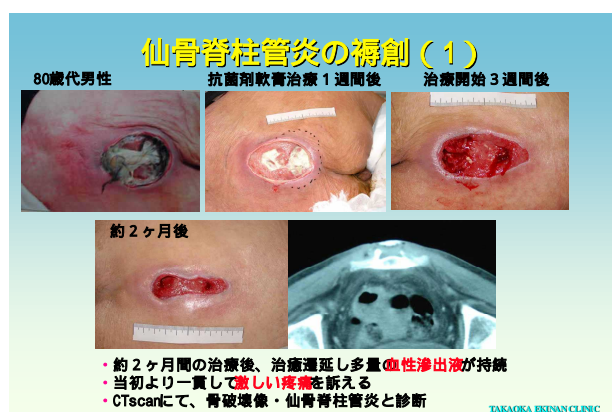 仙骨脊柱管炎の褥創（１）
80歳代男性
抗菌剤軟膏治療１週間後
治療開始３週間後
約２ヶ月後
・約２ヶ月間の治療後、治癒遷延し多量の血性滲出液が持続
・当初より一貫して激しい疼痛を訴える
・CTscanにて、骨破壊像・仙骨脊柱管炎と診断
TAKAOKA EKINAN CLINIC